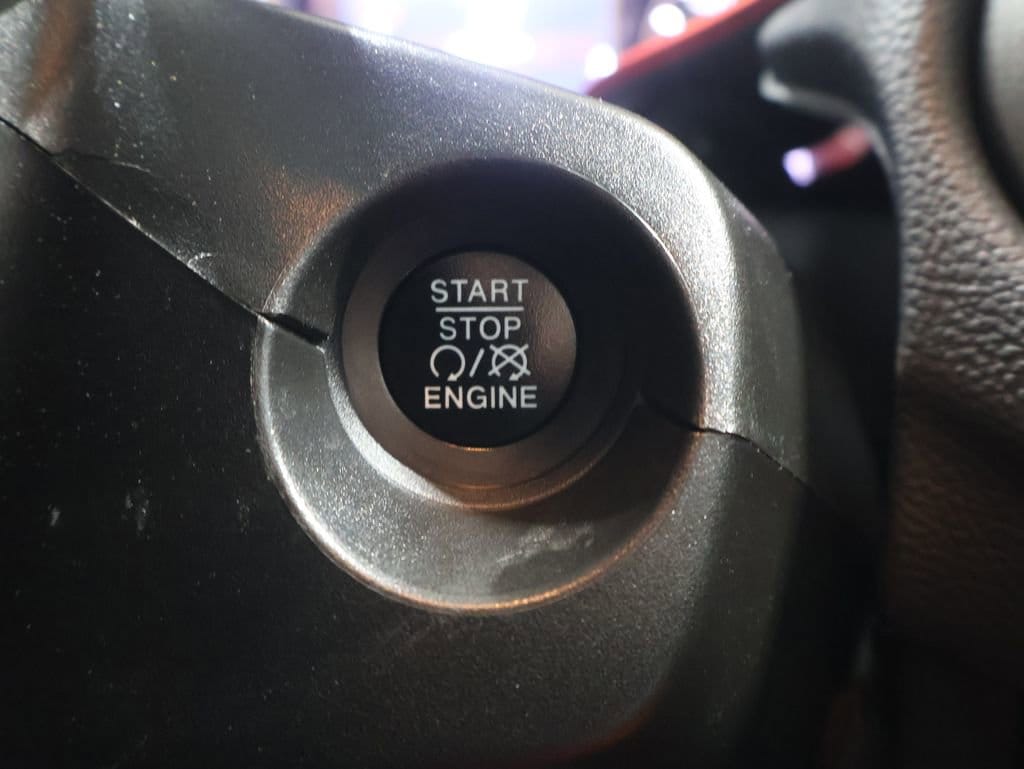 START
STOP
/
ENGINE